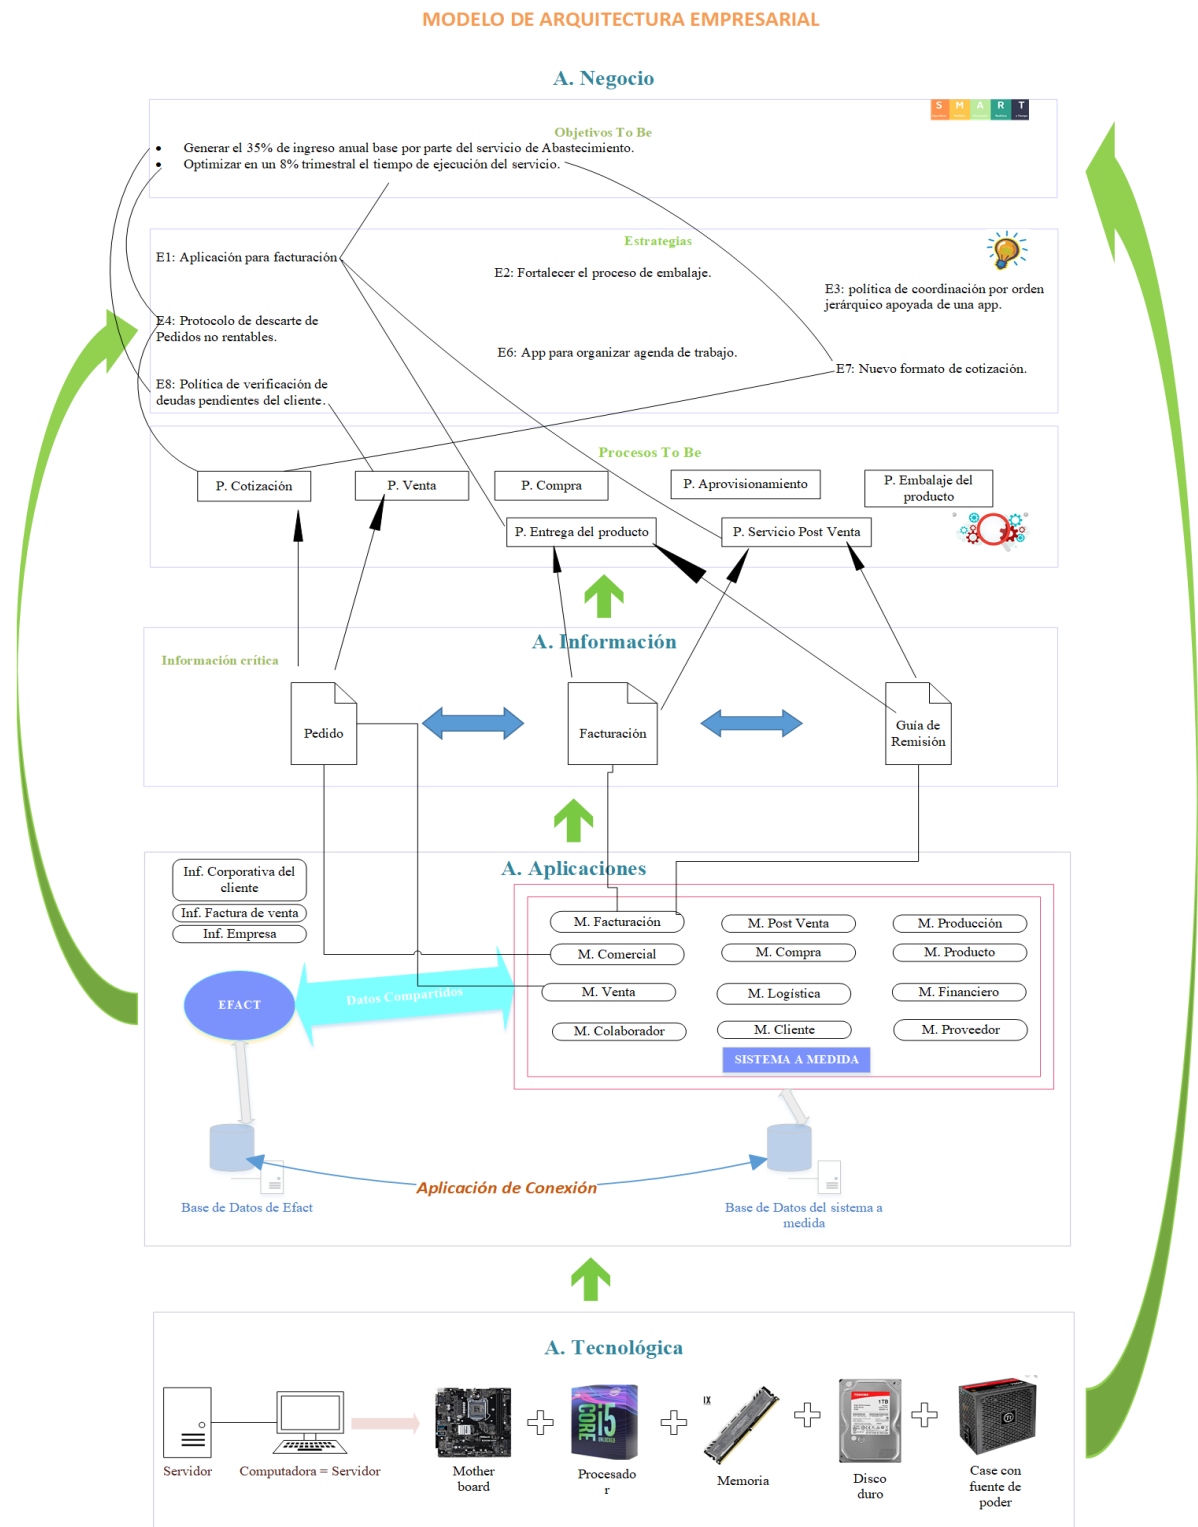 MODELO DE ARQUITECTURA EMPRESARIAL
A. Negocio
S M A R T
Objetivos To Be
• Generar el 35% de ingreso anual base por parte del servicio de Abastecimiento.
• Optimizar en un 8% trimestral el tiempo de ejecución del servicio.
Estrategias
E1: Aplicación para facturación
E2: Fortalecer el proceso de embalaje.
E3: política de coordinación por orden
jerárquico apoyada de una app.
E4: Protocolo de descarte de
Pedidos no rentables.
E6: App para organizar agenda de trabajo.
E7: Nuevo formato de cotización.
E8: Política de verificación de
deudas pendientes del cliente.
Procesos To Be
P. Cotización
P. Venta
P. Compra
P. Aprovisionamiento
P. Embalaje del
producto
P. Entrega del producto
P. Servicio Post Venta
A. Información
Información crítica
Pedido
Facturación
Guía de
Remisión
A. Aplicaciones
Inf. Corporativa del
cliente
Inf. Factura de venta
Inf. Empresa
EFACT
Datos Compartidos
M. Facturación
M. Post Venta
M. Producción
M. Comercial
M. Compra
M. Producto
M. Venta
M. Logística
M. Financiero
M. Colaborador
M. Cliente
M. Proveedor
SISTEMA A MEDIDA
Aplicación de Conexión
Base de Datos de Efact
Base de Datos del sistema a
medida
A. Tecnológica
CORE i5
IX
TOSHIBA
1TB
Servidor
Computadora = Servidor
Mother
board
Procesado
r
Memoria
Disco
duro
Case con
fuente de
poder